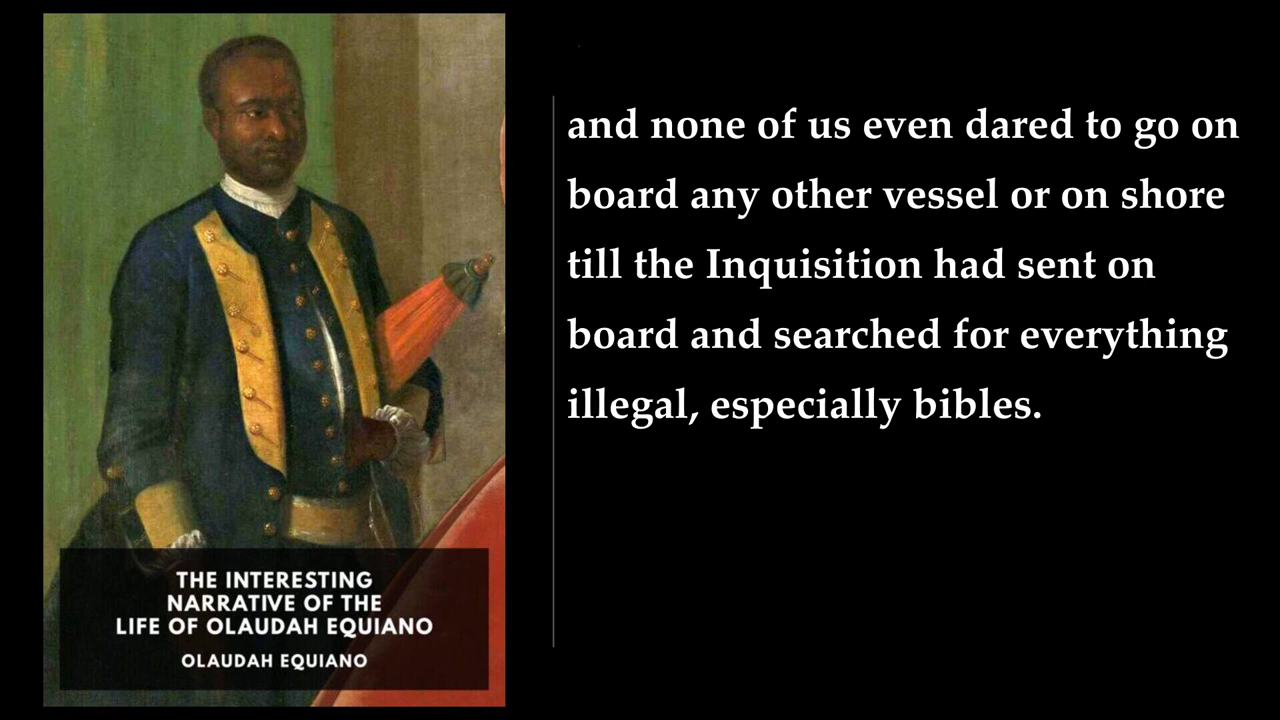 and none of us even dared to go on
board any other vessel or on shore
till the Inquisition had sent on
board and searched for everything
illegal, especially bibles.
THE INTERESTING
NARRATIVE OF THE
LIFE OF OLAUDAH EQUIANO
OLAUDAH EQUIANO